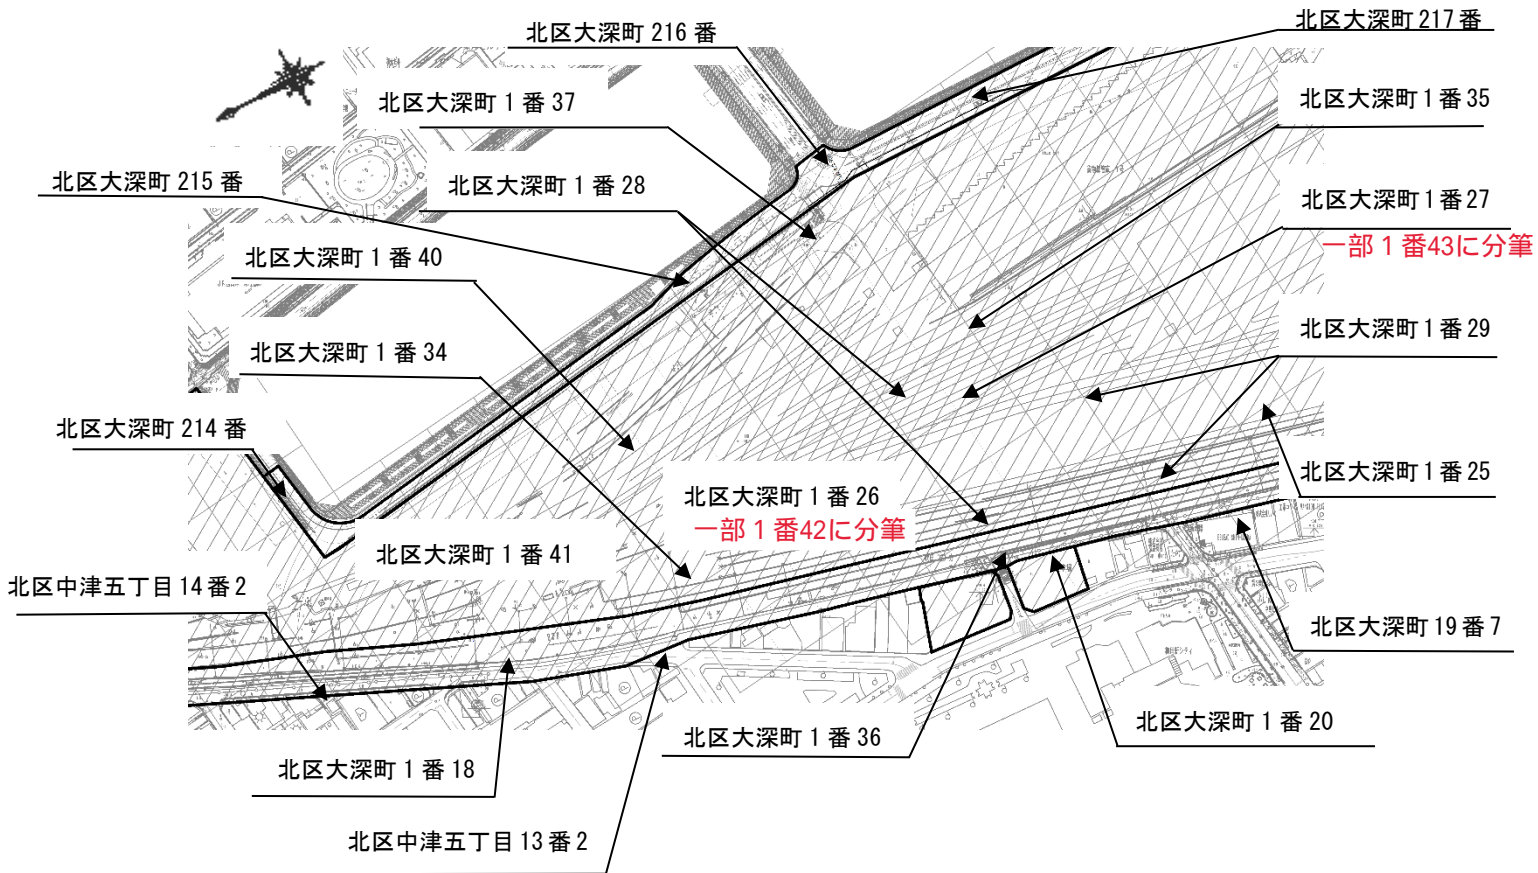 北区大深町 217 番
北区大深町 216 番
北区大深町 1 番 37
北区大深町 1 番 35
北区大深町 215 番
北区大深町 1 番 28
北区大深町 1 番 27
一部 1 番43に分筆
北区大深町 1 番 40
北区大深町 1 番 29
北区大深町 1 番 34
北区大深町 214 番
北区大深町 1 番 25
北区大深町 1 番 26
一部 1 番42に分筆
北区大深町 1 番 41
北区中津五丁目 14 番 2
北区大深町 19 番 7
北区大深町 1 番 20
北区大深町 1 番 36
北区大深町 1 番 18
北区中津五丁目 13 番 2